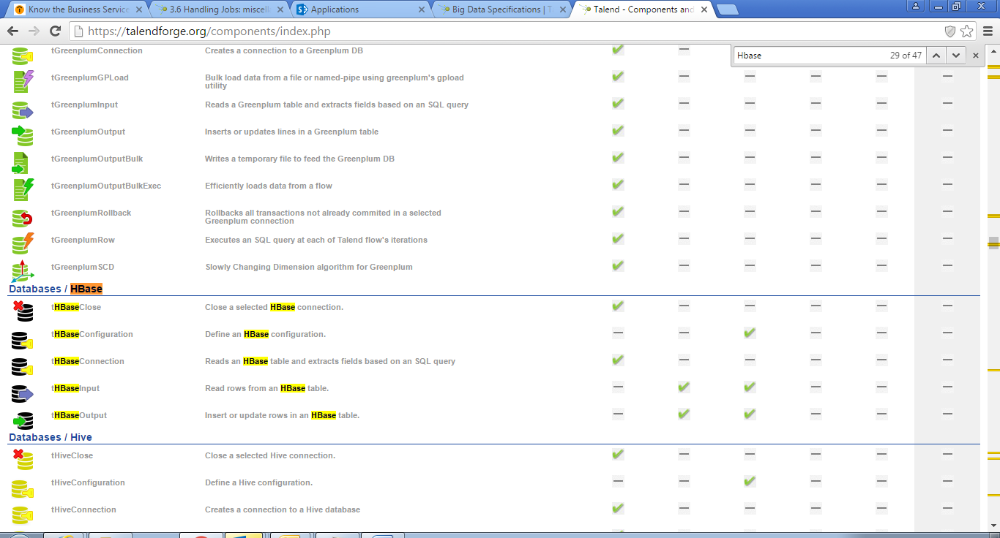 Know the Business Service
3.6 Handling Jobs: miscell
Applications
Big Data Specifications | T
Talend - Components and
https://talendforge.org/components/index.php
Hbase 29 of 47
tGreenplumConnection Creates a connection to a Greenplum DB
tGreenplumGPLoad Bulk load data from a file or named-pipe using greenplum's gpload
utility
tGreenplumInput Reads a Greenplum table and extracts fields based on an SQL query
tGreenplumOutput Inserts or updates lines in a Greenplum table
tGreenplumOutputBulk Writes a temporary file to feed the Greenplum DB
tGreenplumOutputBulkExec Efficiently loads data from a flow
tGreenplumRollback Rollbacks all transactions not already commited in a selected
Greenplum connection
tGreenplumRow Executes an SQL query at each of Talend flow's iterations
tGreenplumSCD Slowly Changing Dimension algorithm for Greenplum
Databases / HBase
tHBaseClose Close a selected HBase connection.
tHBaseConfiguration Define an HBase configuration.
tHBaseConnection Reads an HBase table and extracts fields based on an SQL query
tHBaseInput Read rows from an HBase table.
tHBaseOutput Insert or update rows in an HBase table.
Databases / Hive
tHiveClose Close a selected Hive connection.
tHiveConfiguration Define a Hive configuration.
tHiveConnection Creates a connection to a Hive database